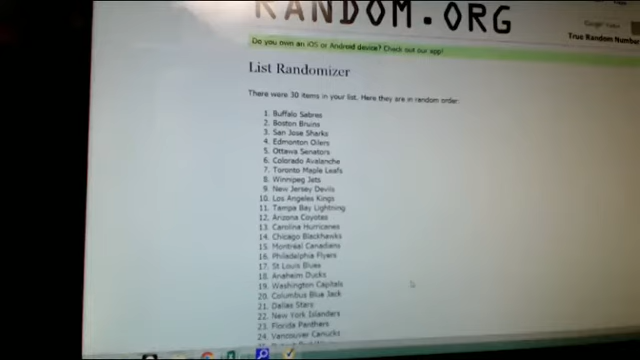 RANDOM.ORG
True Random Number
Do you own an iOS or Android device? Check out our app!
List Randomizer
There were 30 items in your list. Here they are in random order:
1. Buffalo Sabres
2. Boston Bruins
3. San Jose Sharks
4. Edmonton Oilers
5. Ottawa Senators
6. Colorado Avalanche
7. Toronto Maple Leafs
8. Winnipeg Jets
9. New Jersey Devils
10. Los Angeles Kings
11. Tampa Bay Lightning
12. Arizona Coyotes
13. Carolina Hurricanes
14. Chicago Blackhawks
15. Montreal Canadiens
16. Philadelphia Flyers
17. St Louis Blues
18. Anaheim Ducks
19. Washington Capitals
20. Columbus Blue Jack
21. Dallas Stars
22. New York Islanders
23. Florida Panthers
24. Vancouver Canucks